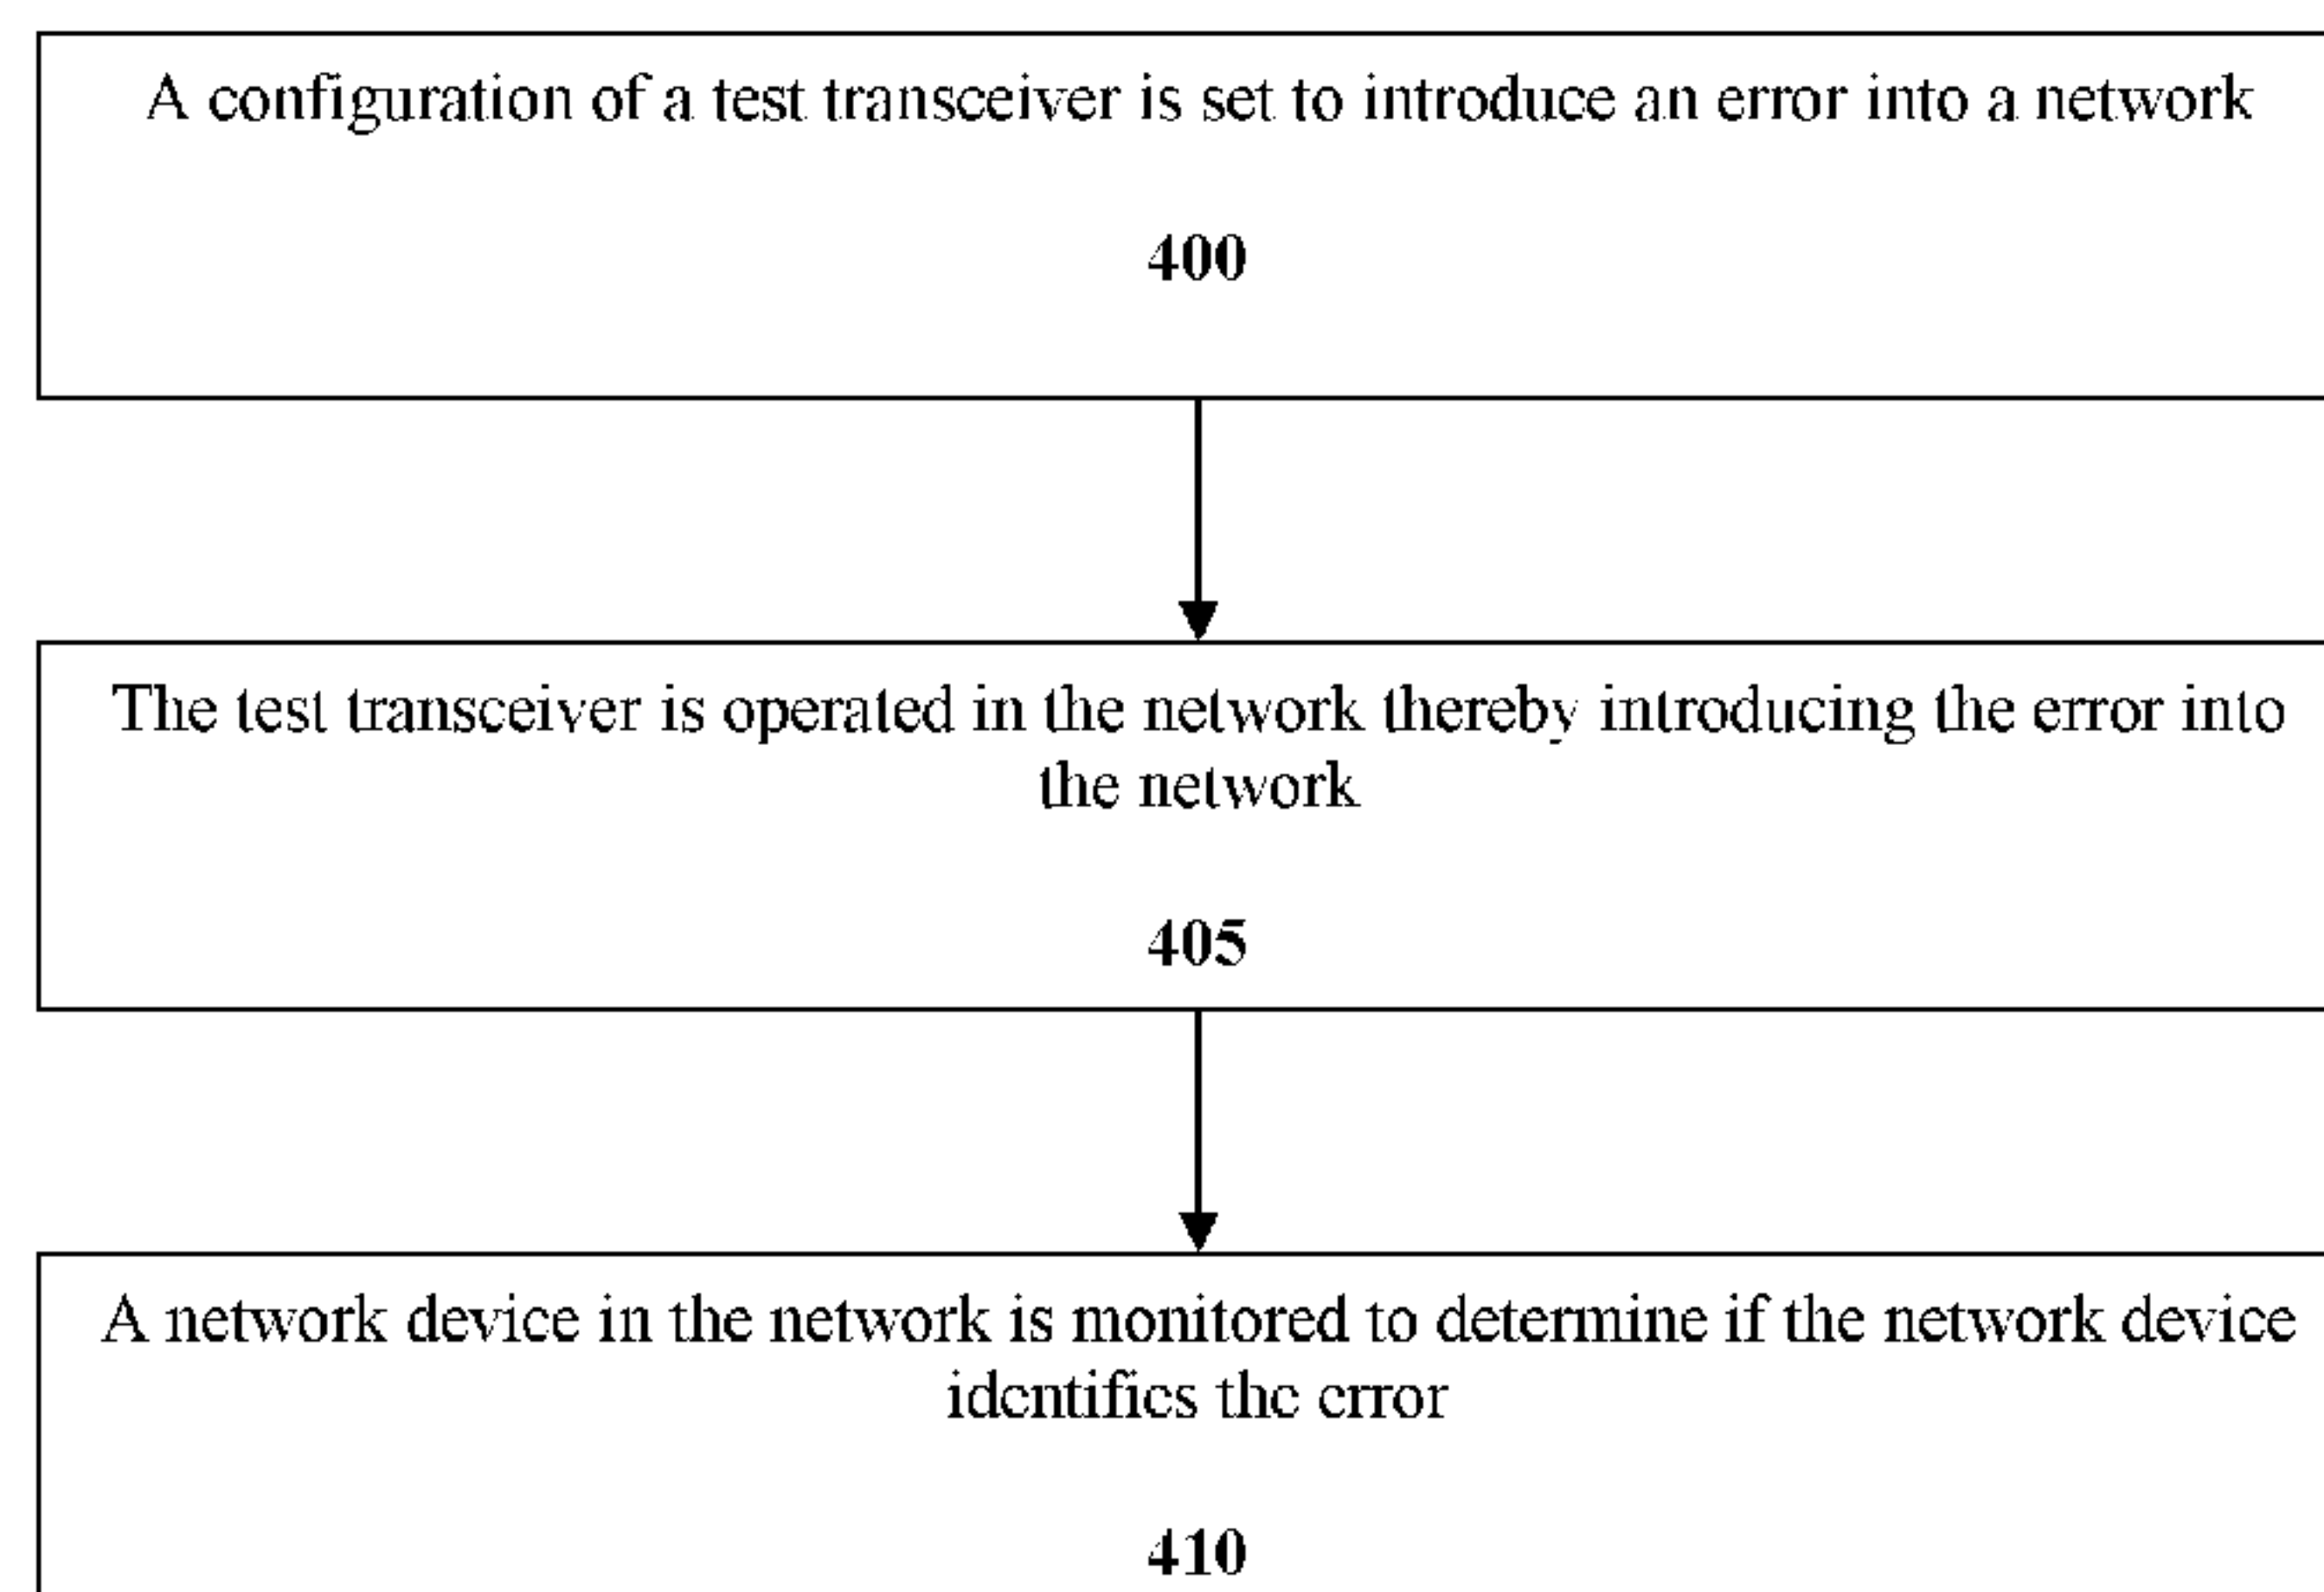 A configuration of a test transceiver is set to introduce an error into a network
400
The test transceiver is operated in the network thereby introducing the error into
the network
405
A network device in the network is monitored to determine if the network device
identifies the error
410